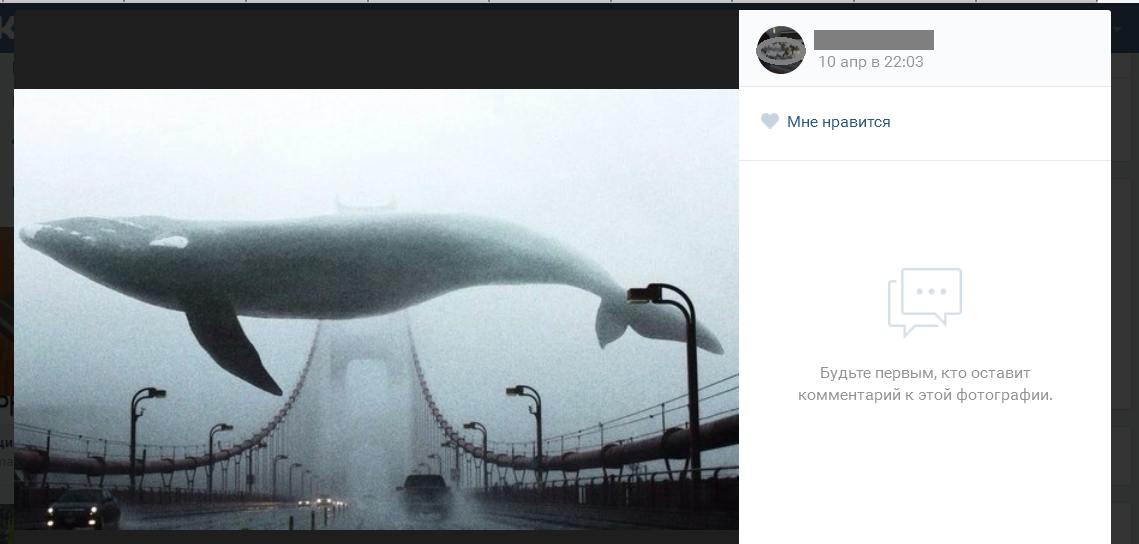 10 апр в 22:03
Мне нравится
Будьте первым, кто оставит
комментарий к этой фотографии.